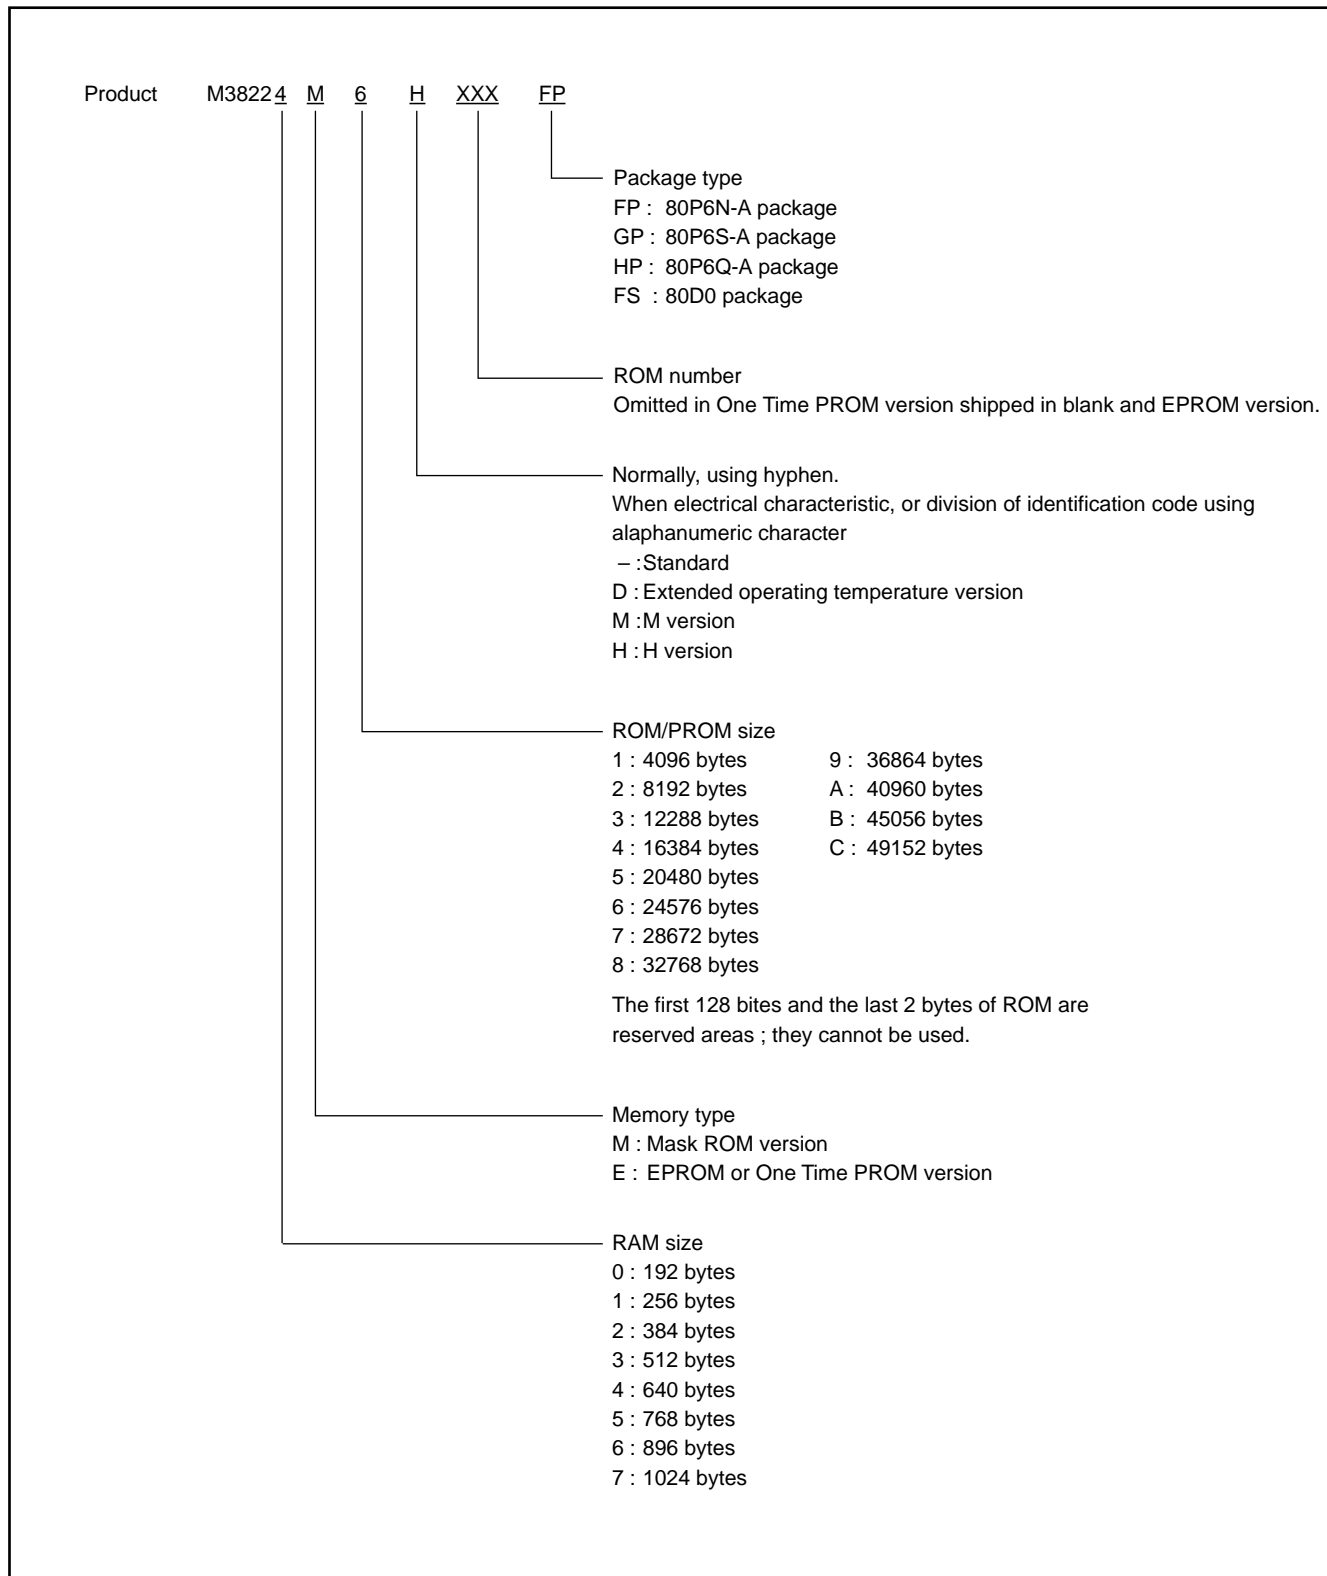 Product M38224 M 6 H XXX FP
Package type
FP : 80P6N-A package
GP : 80P6S-A package
HP : 80P6Q-A package
FS : 80D0 package
ROM number
Omitted in One Time PROM version shipped in blank and EPROM version.
Normally, using hyphen.
When electrical characteristic, or division of identification code using
alaphanumeric character
– : Standard
D : Extended operating temperature version
M : M version
H : H version
ROM/PROM size
1 : 4096 bytes 9 : 36864 bytes
2 : 8192 bytes A : 40960 bytes
3 : 12288 bytes B : 45056 bytes
4 : 16384 bytes C : 49152 bytes
5 : 20480 bytes
6 : 24576 bytes
7 : 28672 bytes
8 : 32768 bytes
The first 128 bites and the last 2 bytes of ROM are
reserved areas ; they cannot be used.
Memory type
M : Mask ROM version
E : EPROM or One Time PROM version
RAM size
0 : 192 bytes
1 : 256 bytes
2 : 384 bytes
3 : 512 bytes
4 : 640 bytes
5 : 768 bytes
6 : 896 bytes
7 : 1024 bytes